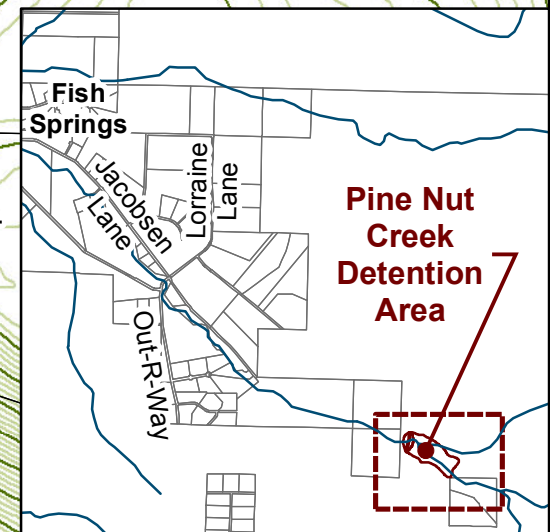 Fish
Springs
Jacobsen
Lane
Lorraine
Lane
Out-R-Way
Pine Nut
Creek
Detention
Area